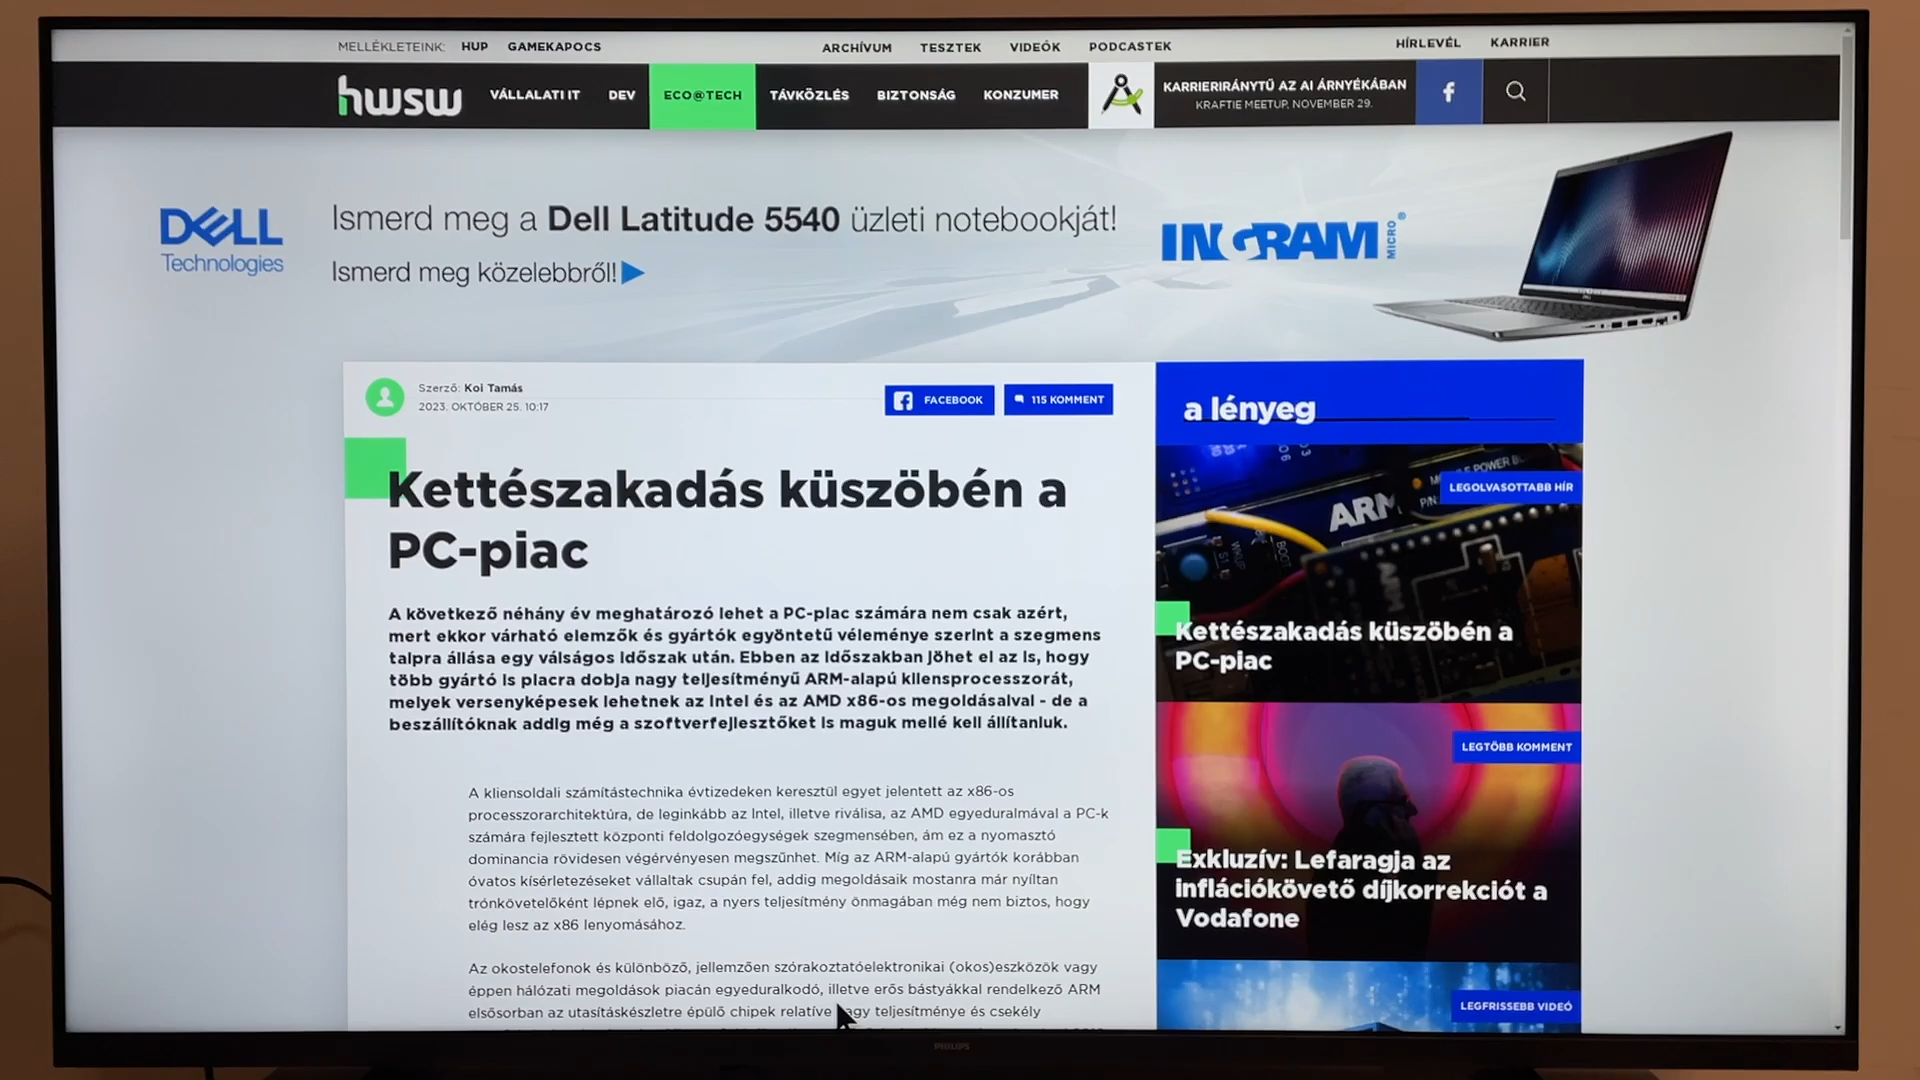 MELLÉKLETEINK: HUP GAMEKAPOCS ARCHÍVUM TESZTEK VIDEÓK PODCASTEK HÍRLEVÉL KARRIER
hwsw VÁLLALATI IT DEV ECO@TECH TÁVKÖZLÉS BIZTONSÁG KONZUMER KARRIERIRÁNYTŰ AZ AI ÁRNYÉKÁBAN
KRAFTIE MEETUP, NOVEMBER 29.
DELL
Technologies
Ismerd meg a Dell Latitude 5540 üzleti notebookját!
Ismerd meg közelebbről!
INGRAM MICRO
Szerző: Koi Tamás
2023. OKTÓBER 25. 10:17
FACEBOOK
115 KOMMENT
Kettészakadás küszöbén a
PC-piac
A következő néhány év meghatározó lehet a PC-piac számára nem csak azért,
mert ekkor várható elemzők és gyártók egyöntetű véleménye szerint a szegmens
talpra állása egy válságos időszak után. Ebben az időszakban jöhet el az is, hogy
több gyártó is placra dobja nagy teljesítményű ARM-alapú kliensprocesszorát,
melyek versenyképesek lehetnek az Intel és az AMD x86-os megoldásaival - de a
beszállítóknak addig még a szoftverfejlesztőket is maguk mellé kell állítaniuk.
A kliensoldali számítástechnika évtizedeken keresztül egyet jelentett az x86-os
processzorarchitektúra, de leginkább az Intel, illetve riválisa, az AMD egyeduralmával a PC-k
számára fejlesztett központi feldolgozóegységek szegmensében, ám ez a nyomasztó
dominancia rövidesen végérvényesen megszűnhet. Míg az ARM-alapú gyártók korábban
óvatos kísérletezéseket vállaltak csupán fel, addig megoldásaik mostanra már nyíltan
trónkövetelőként lépnek elő, igaz, a nyers teljesítmény önmagában még nem biztos, hogy
elég lesz az x86 lenyomásához.
Az okostelefonok és különböző, jellemzően szórakoztatóelektronikai (okos)eszközök vagy
éppen hálózati megoldások piacán egyeduralkodó, illetve erős bástyákkal rendelkező ARM
elsősorban az utasításkészletre épülő chipek relatíve nagy teljesítménye és csekély
a lényeg
LEGOLVASOTTABB HÍR
ARM
Kettészakadás küszöbén a
PC-piac
LEGTÖBB KOMMENT
Exkluzív: Lefaragja az
inflációkövető díjkorrekciót a
Vodafone
LEGFRISSEBB VIDEÓ
PHILIPS